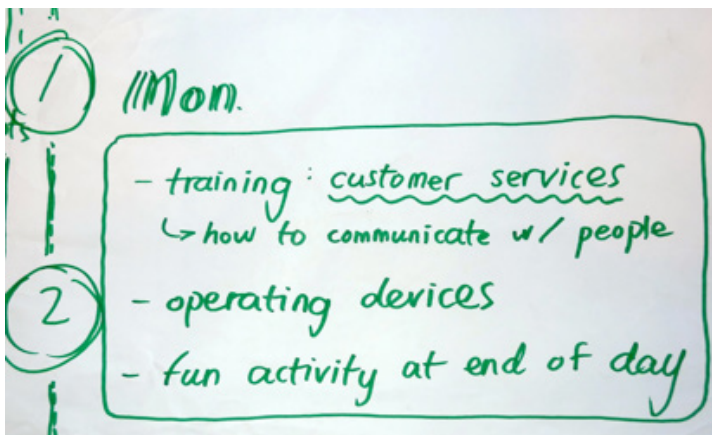 1
Mon.
- training : customer services
↳ how to communicate w/ people
2
- operating devices
- fun activity at end of day